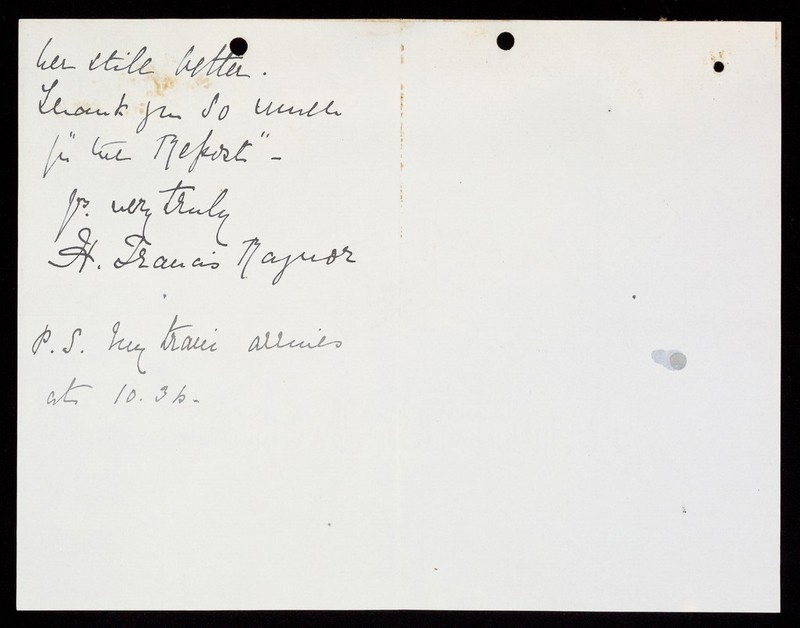 her still better.
Thank you so much
for the "Report" -
Yrs. very truly
H. Francis Raynor
P.S. My train arrives
at 10.36 -